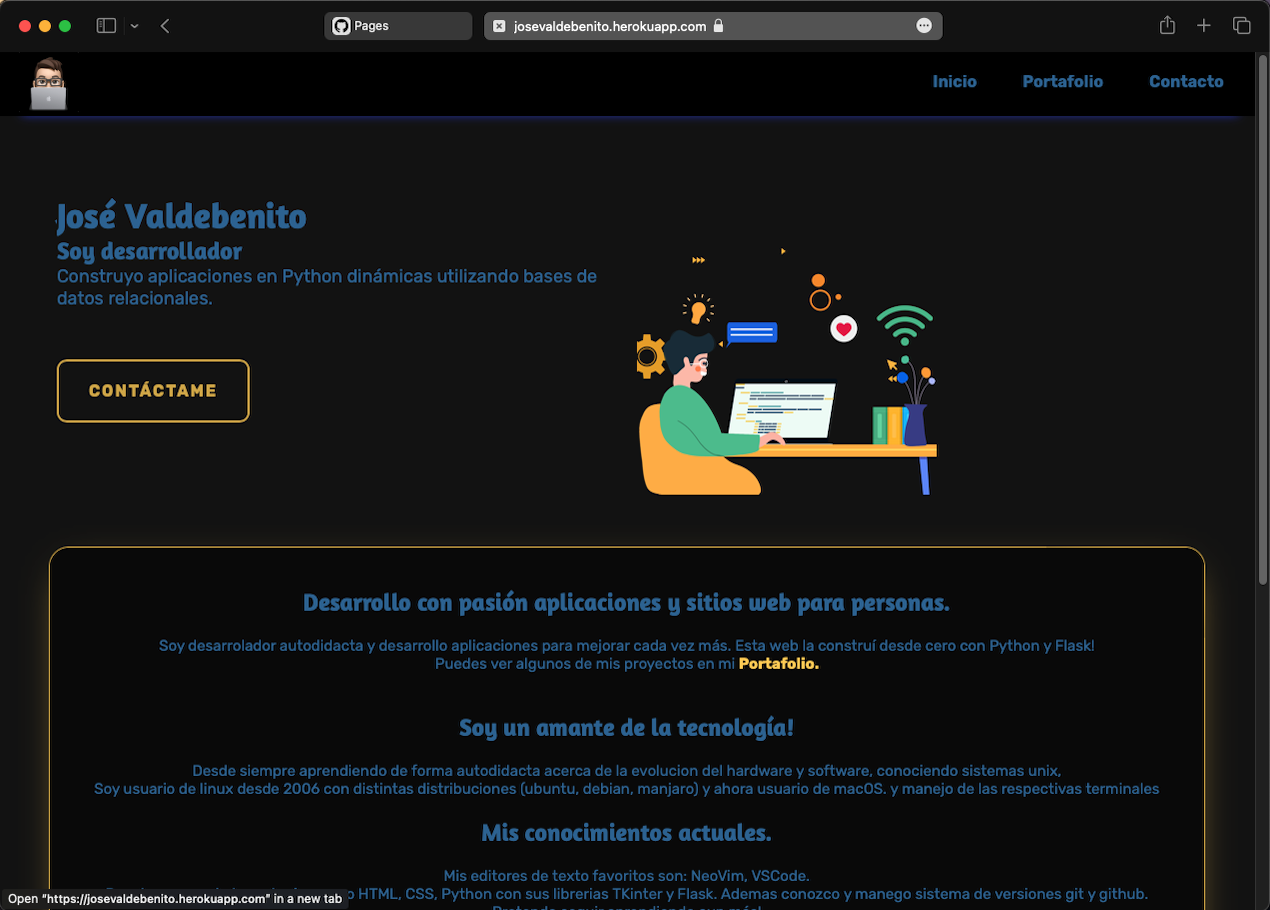 Pages
josevaldebenito.herokuapp.com
Inicio Portafolio Contacto
José Valdebenito
Soy desarrollador
Construyo aplicaciones en Python dinámicas utilizando bases de
datos relacionales.
CONTÁCTAME
Desarrollo con pasión aplicaciones y sitios web para personas.
Soy desarrolador autodidacta y desarrollo aplicaciones para mejorar cada vez más. Esta web la construí desde cero con Python y Flask!
Puedes ver algunos de mis proyectos en mi Portafolio.
Soy un amante de la tecnología!
Desde siempre aprendiendo de forma autodidacta acerca de la evolucion del hardware y software, conociendo sistemas unix,
Soy usuario de linux desde 2006 con distintas distribuciones (ubuntu, debian, manjaro) y ahora usuario de macOS. y manejo de las respectivas terminales
Mis conocimientos actuales.
Mis editores de texto favoritos son: NeoVim, VSCode.
HTML, CSS, Python con sus librerias TKinter y Flask. Ademas conozco y manego sistema de versiones git y github.
Open "https://josevaldebenito.herokuapp.com" in a new tab